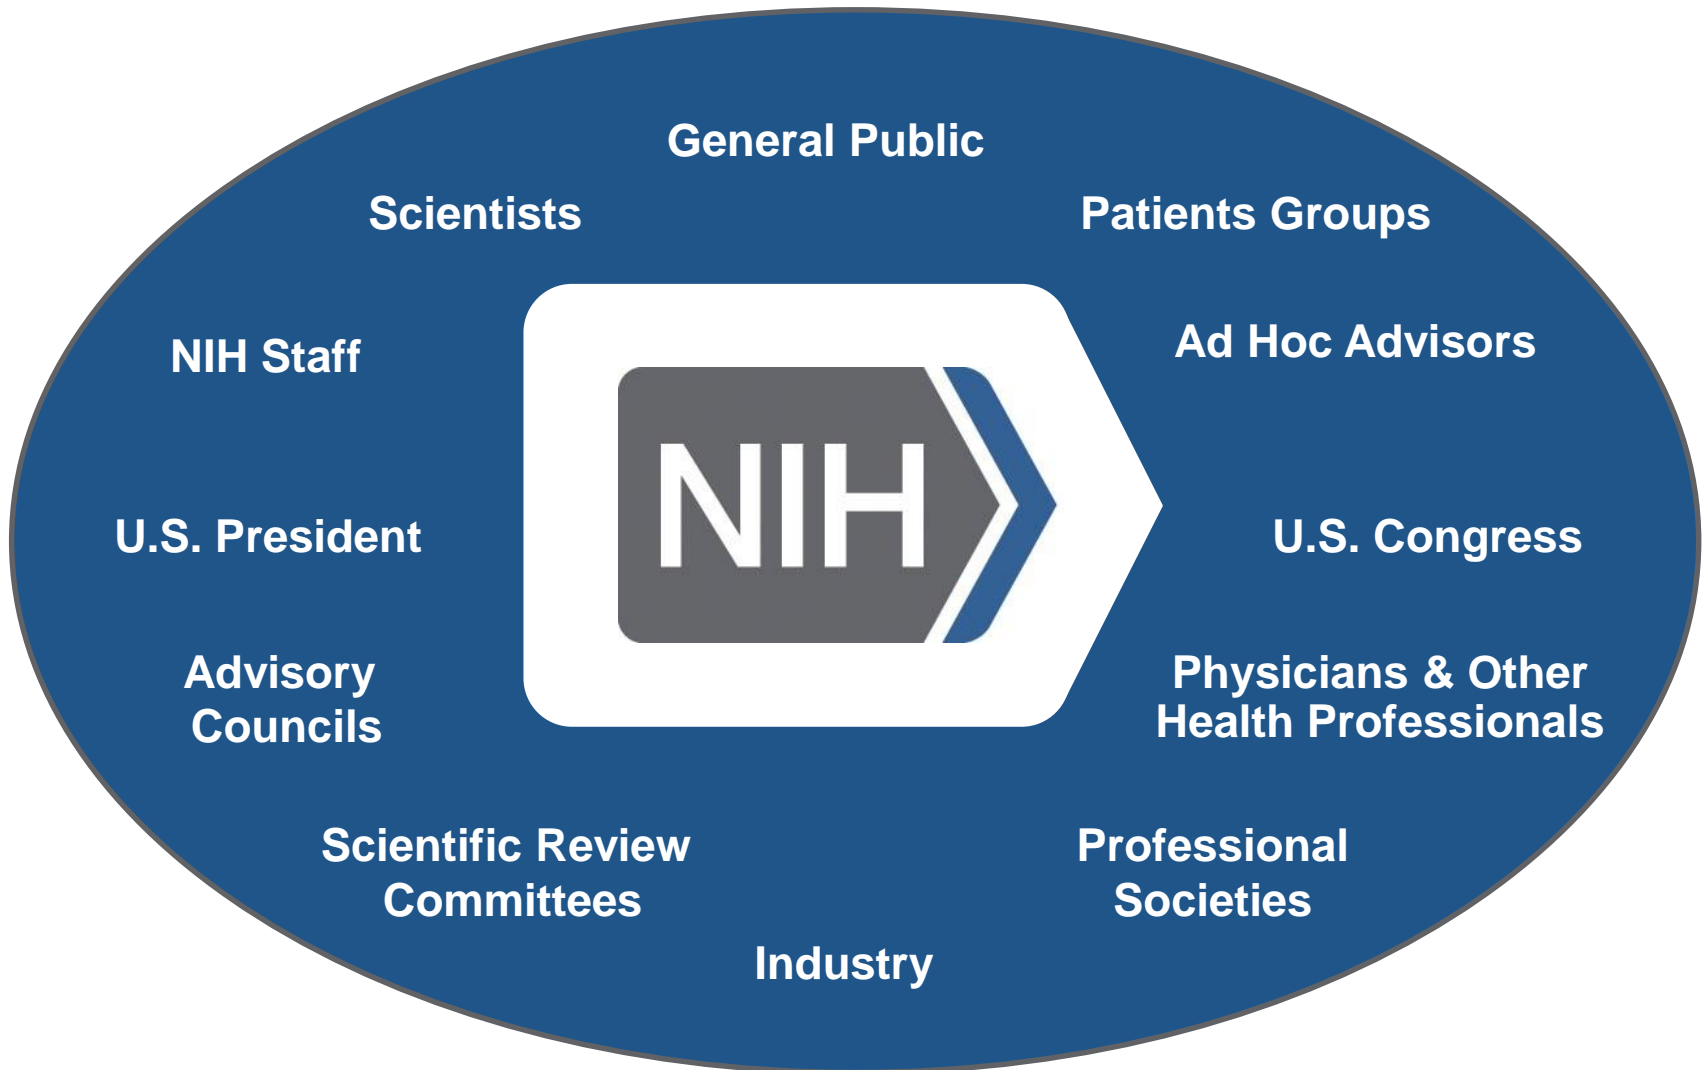 General Public
Scientists
Patients Groups
Ad Hoc Advisors
NIH Staff
NIH
U.S. President
U.S. Congress
Advisory
Councils
Physicians & Other
Health Professionals
Scientific Review
Committees
Professional
Societies
Industry